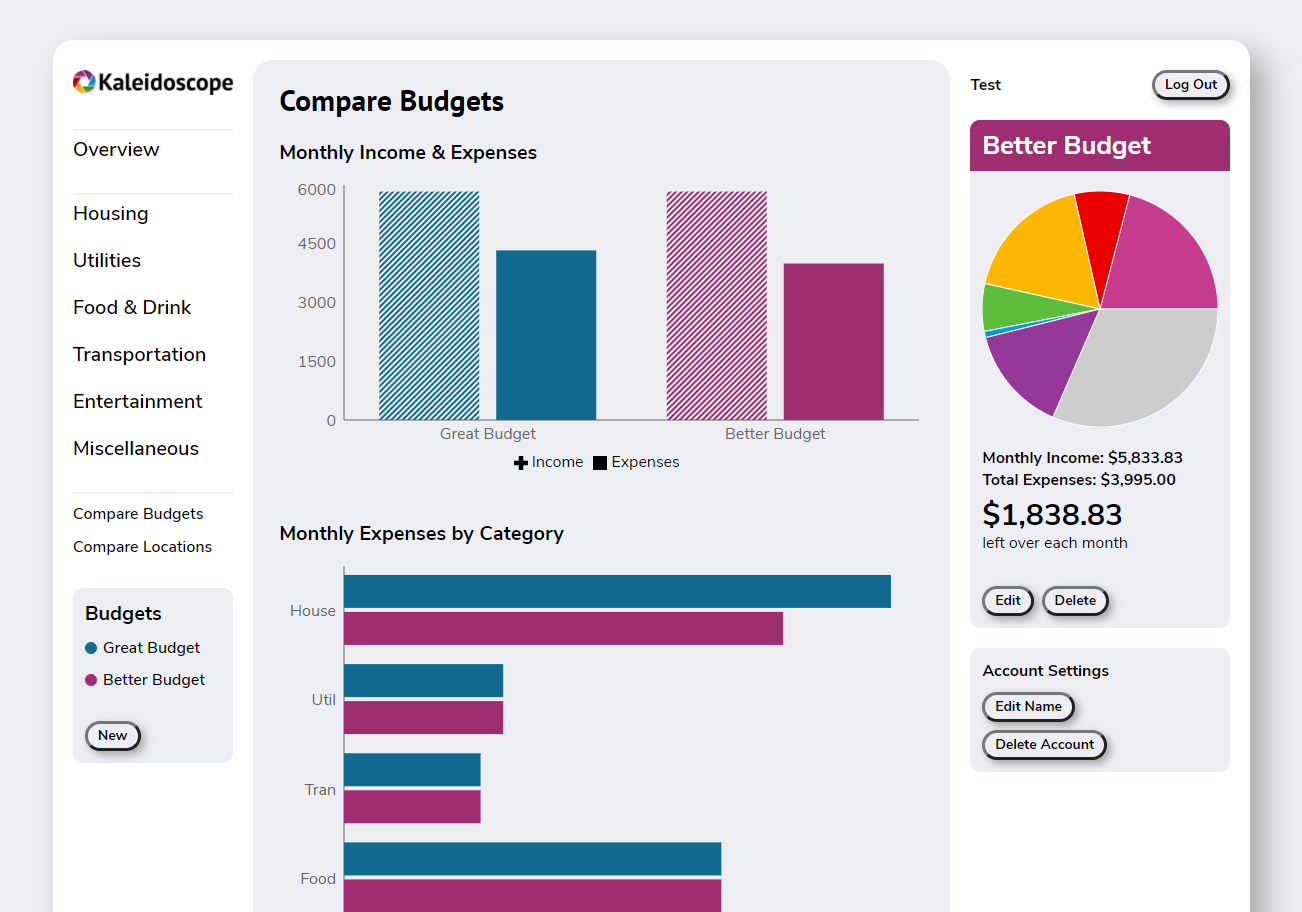 Kaleidoscope
Overview
Housing
Utilities
Food & Drink
Transportation
Entertainment
Miscellaneous
Compare Budgets
Compare Locations
Budgets
Great Budget
Better Budget
New
Compare Budgets
Monthly Income & Expenses
6000
4500
3000
1500
0
Great Budget Better Budget
Income Expenses
Monthly Expenses by Category
House
Util
Tran
Food
Test
Log Out
Better Budget
Monthly Income: $5,833.83
Total Expenses: $3,995.00
$1,838.83
left over each month
Edit Delete
Account Settings
Edit Name
Delete Account